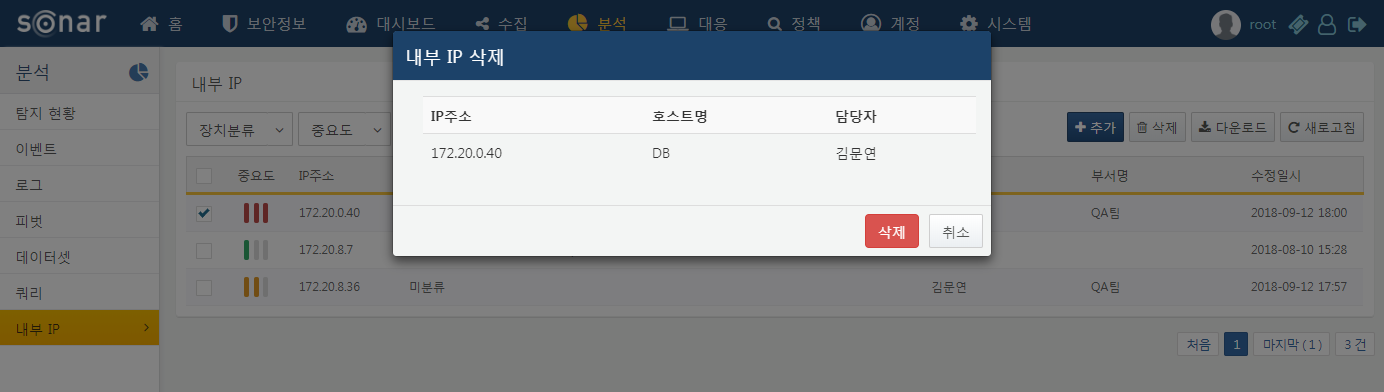 sonar 홈 보안정보 대시보드 수집 분석 대응 정책 계정 시스템 root
내부 IP 삭제
IP주소 호스트명 담당자
172.20.0.40 DB 김문연
삭제 취소
분석
탐지 현황
이벤트
로그
피벗
데이터셋
쿼리
내부 IP
내부 IP
장치분류 중요도 추가 삭제 다운로드 새로고침
중요도 IP주소 부서명 수정일시
172.20.0.40 QA팀 2018-09-12 18:00
172.20.8.7 2018-08-10 15:28
172.20.8.36 미분류 김문연 QA팀 2018-09-12 17:57
처음 1 마지막 ( 1 ) 3 건